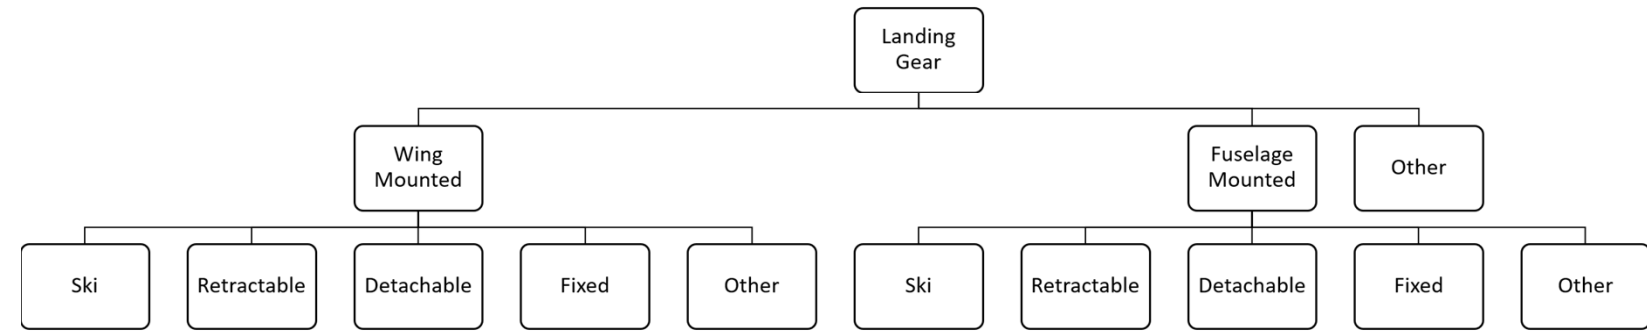 Landing
Gear
Wing
Mounted
Fuselage
Mounted
Other
Ski
Retractable
Detachable
Fixed
Other
Ski
Retractable
Detachable
Fixed
Other